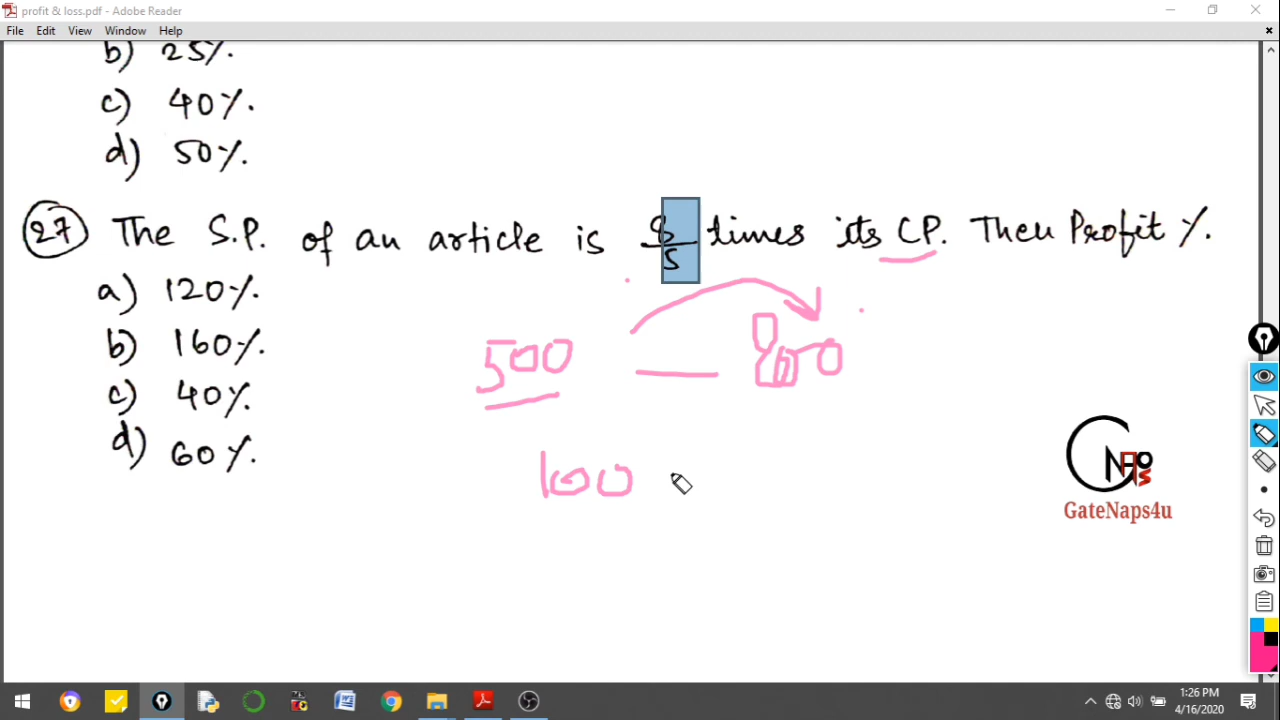 profit & loss.pdf - Adobe Reader
File Edit View Window Help
b) 25%.
c) 40%.
d) 50%.
27 The S.P. of an article is 8/5 times its CP. Then Profit %.
a) 120%.
b) 160%.
c) 40%.
d) 60%.
500 — 800
100
GateNaps4u
1:26 PM
4/16/2020